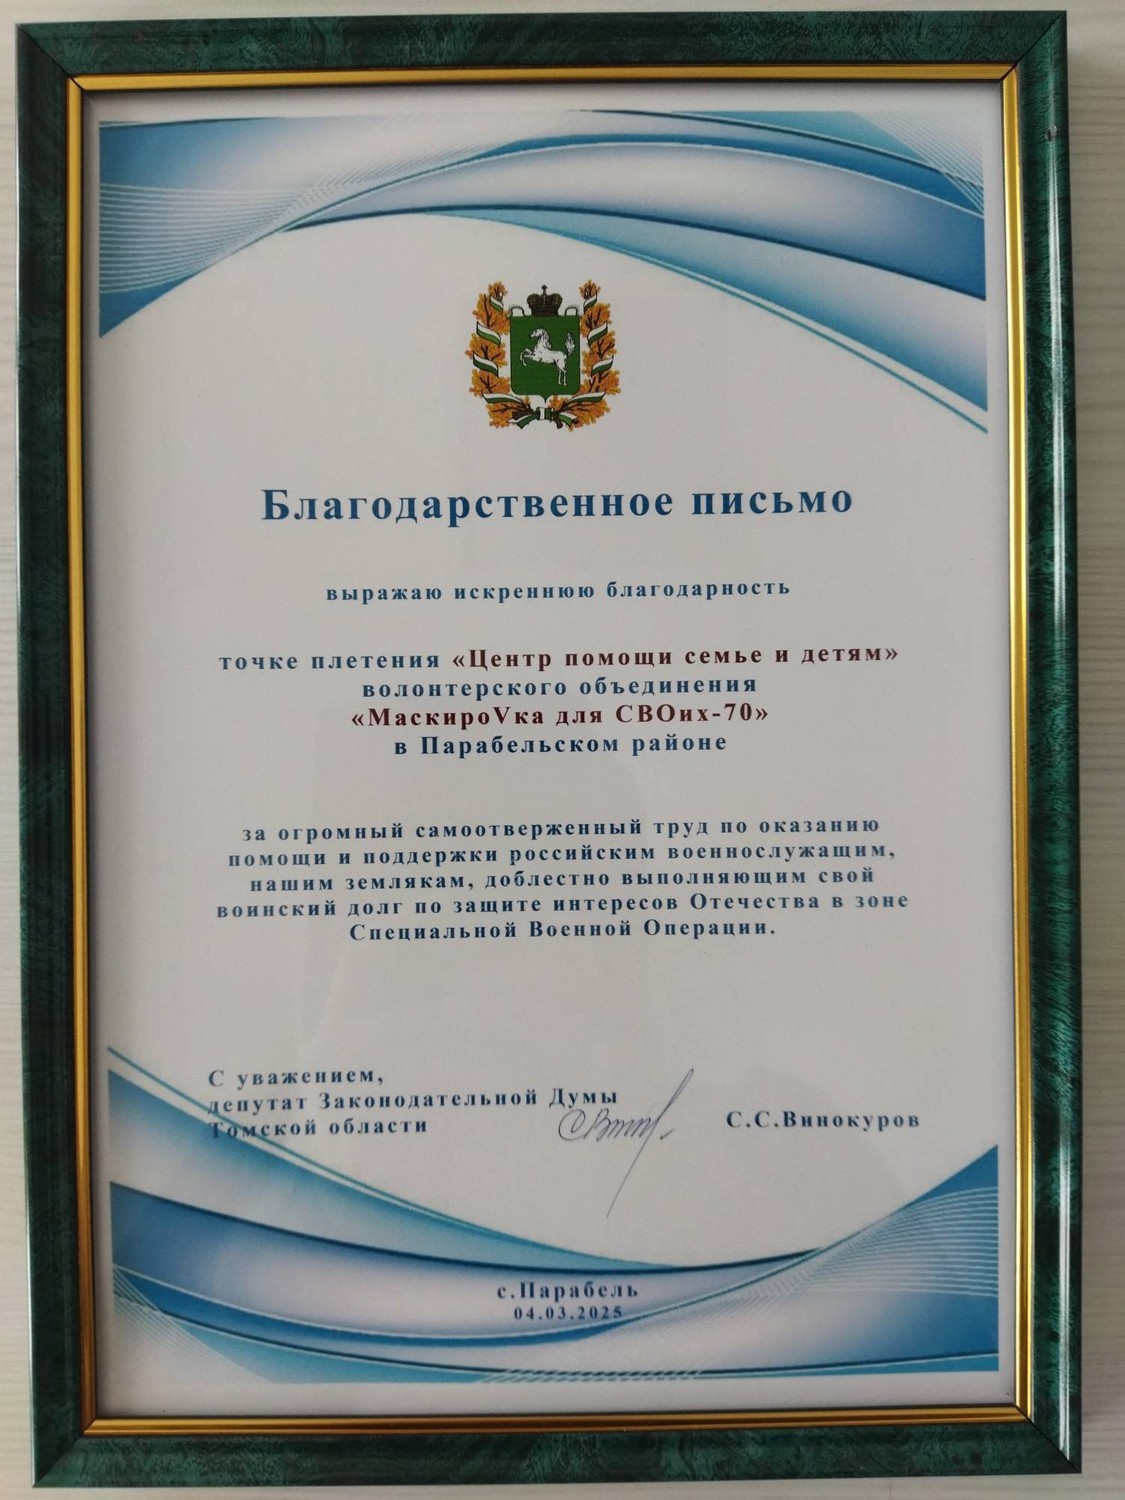 Благодарственное письмо
выражаю искреннюю благодарность
точке плетения «Центр помощи семье и детям»
волонтерского объединения
«МаскироVка для СВОих-70»
в Парабельском районе
за огромный самоотверженный труд по оказанию
помощи и поддержки российским военнослужащим,
нашим землякам, доблестно выполняющим свой
воинский долг по защите интересов Отечества в зоне
Специальной Военной Операции.
С уважением,
депутат Законодательной Думы
Томской области
С.С.Винокуров
с.Парабель
04.03.2025